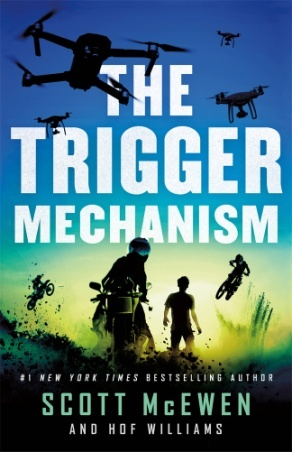 THE
TRIGGER
MECHANISM
#1 NEW YORK TIMES BESTSELLING AUTHOR
SCOTT McEWEN
AND HOF WILLIAMS